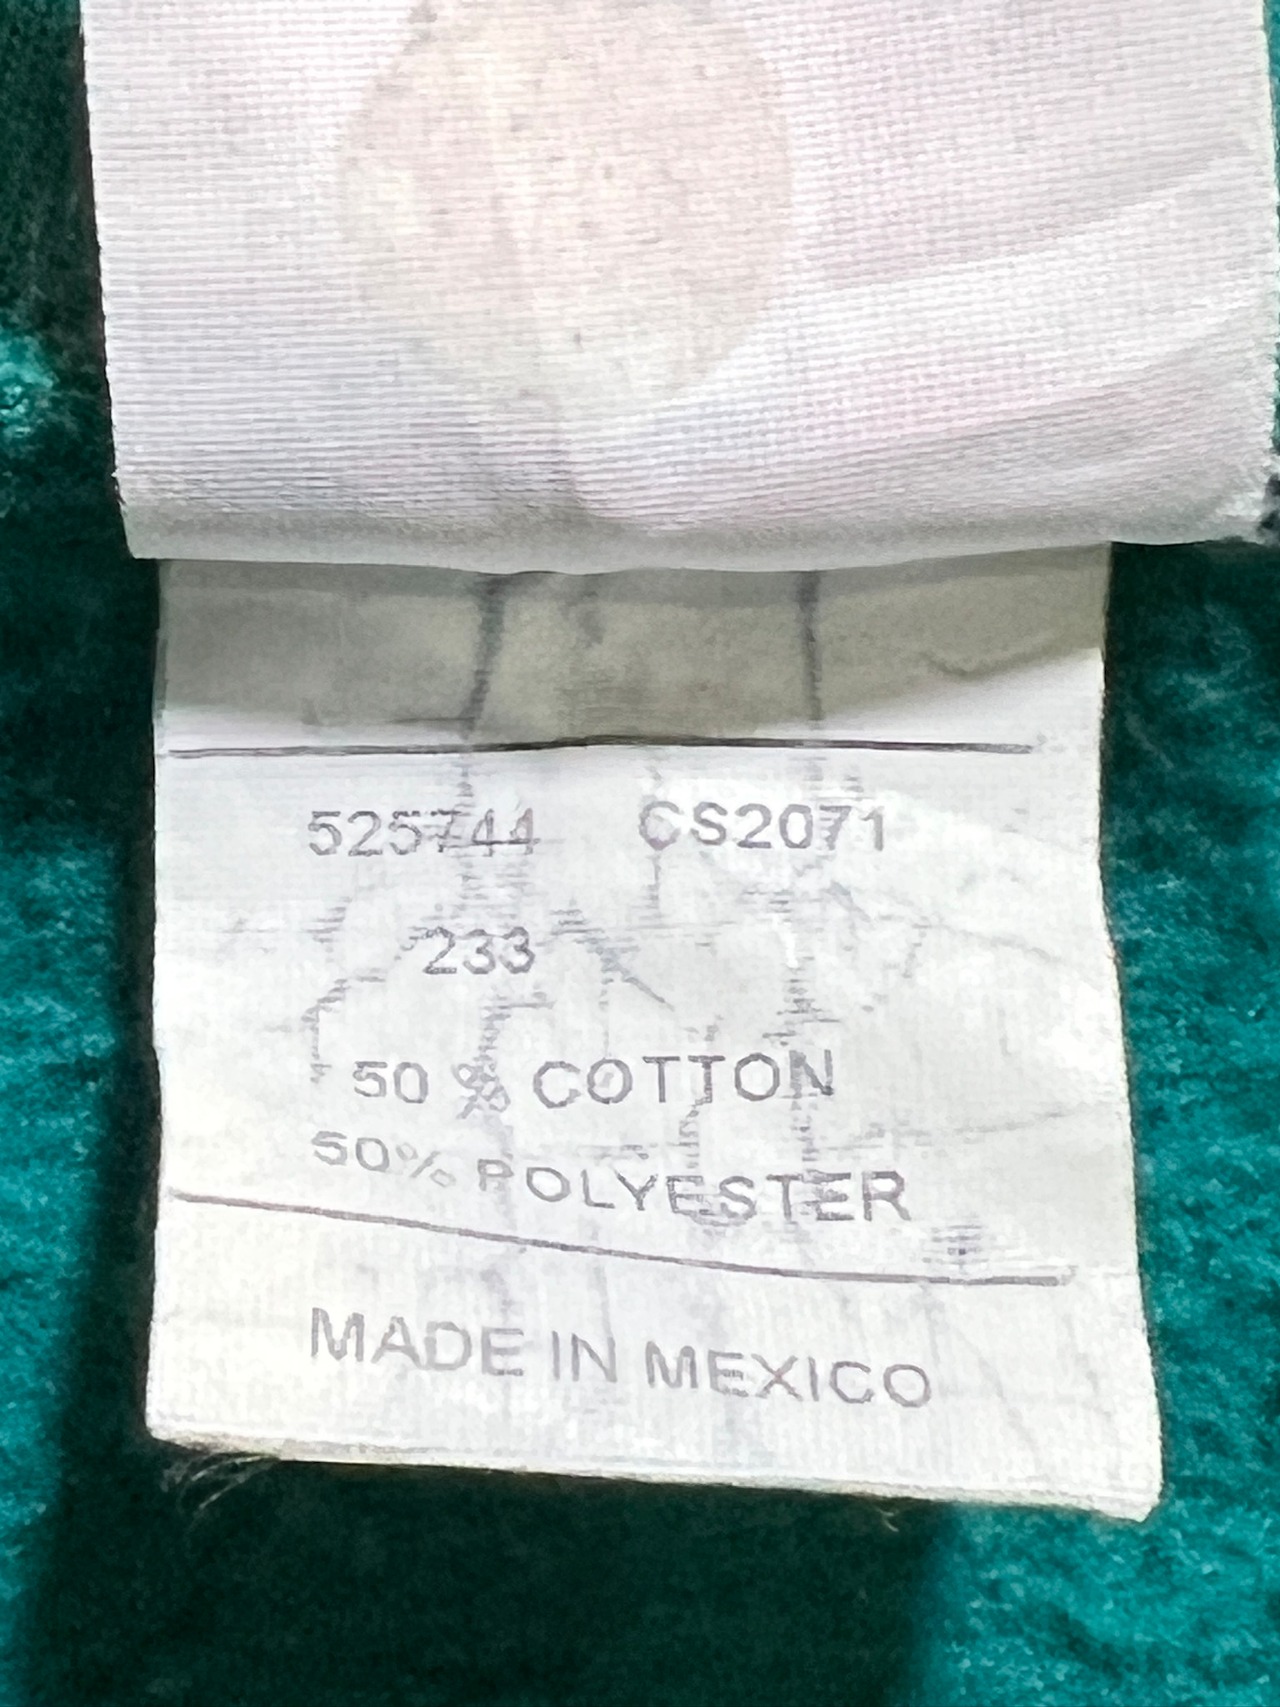 525744 CS2071
233
50 % COTTON
50% POLYESTER
MADE IN MEXICO